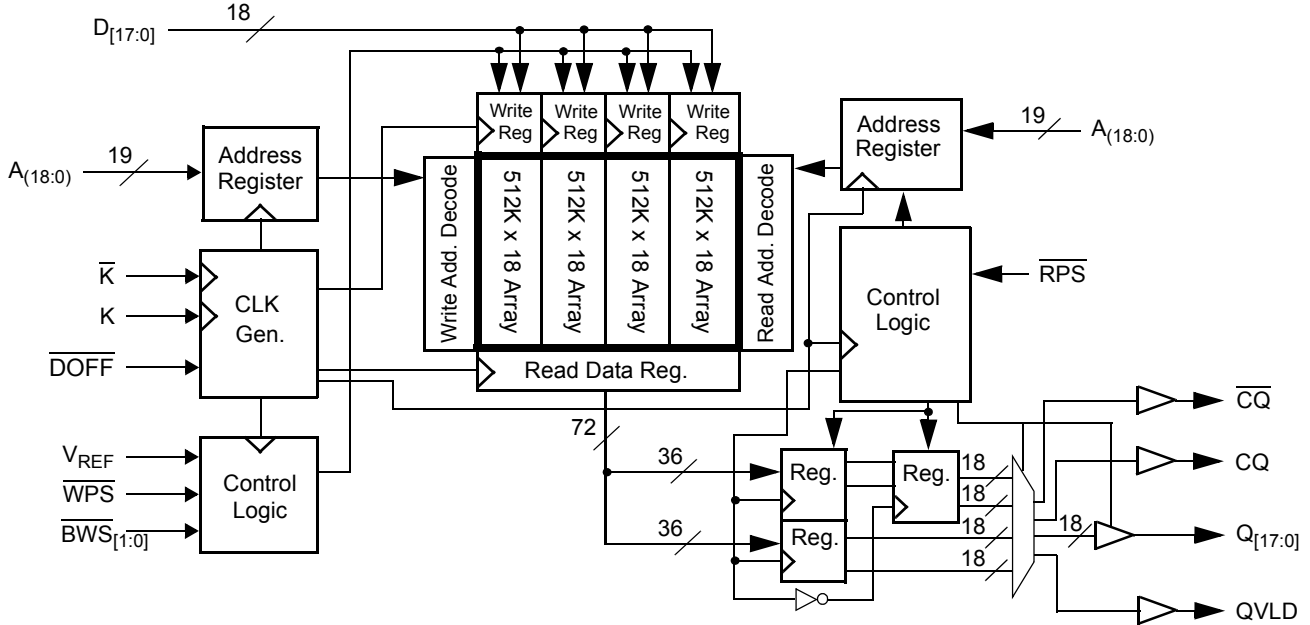 D[17:0]
18
Write Reg
Write Reg
Write Reg
Write Reg
A(18:0)
19
Address Register
Write Add. Decode
512K x 18 Array
512K x 18 Array
512K x 18 Array
512K x 18 Array
Read Add. Decode
Address Register
19
A(18:0)
K̅
K
DOFF
CLK Gen.
Control Logic
RPS
Read Data Reg.
72
VREF
WPS
BWS[1:0]
Control Logic
36
Reg.
Reg.
36
Reg.
18
18
18
18
18
CQ
CQ
Q[17:0]
QVLD